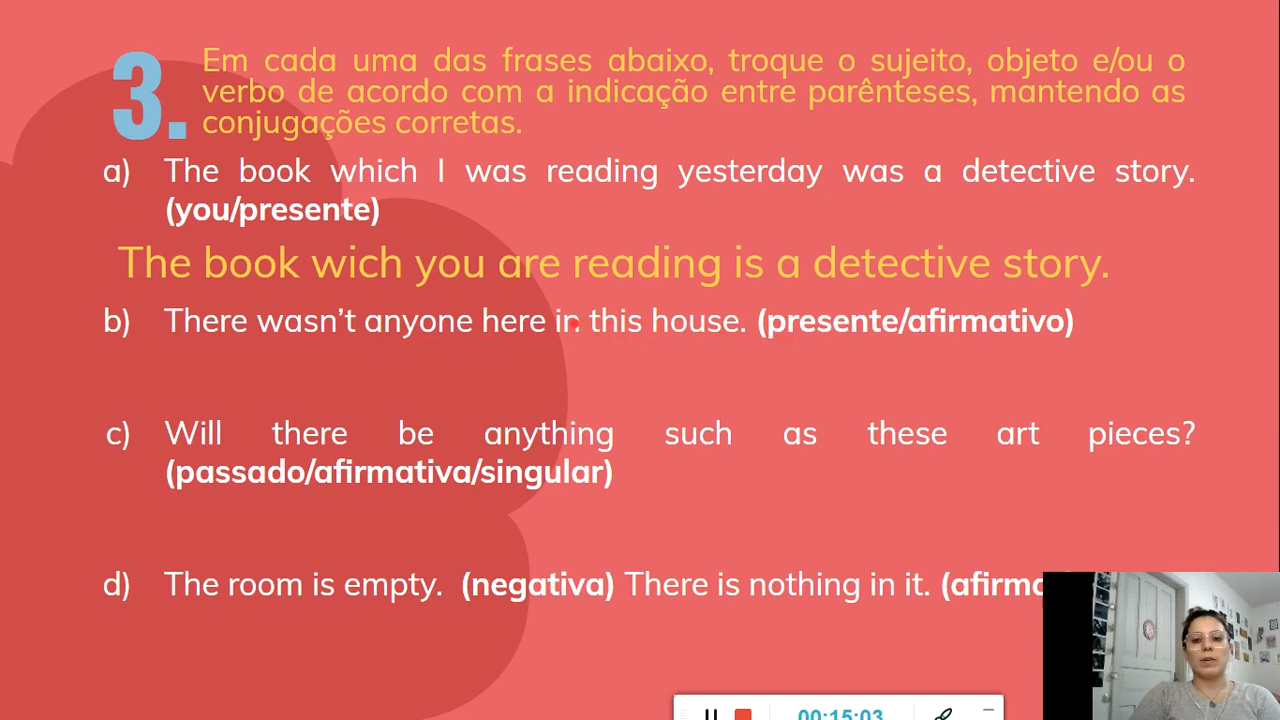 3.
Em cada uma das frases abaixo, troque o sujeito, objeto e/ou o
verbo de acordo com a indicação entre parênteses, mantendo as
conjugações corretas.
a) The book which I was reading yesterday was a detective story.
(you/presente)
The book wich you are reading is a detective story.
b) There wasn’t anyone here in this house. (presente/afirmativo)
c) Will there be anything such as these art pieces?
(passado/afirmativa/singular)
d) The room is empty. (negativa) There is nothing in it.
00:15:03